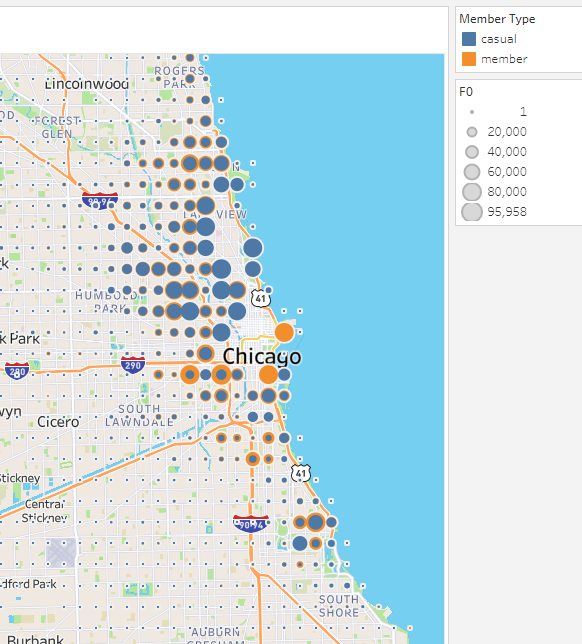 Member Type
casual
member
F0
1
20,000
40,000
60,000
80,000
95,958
Lincolnwood
ROGERS
PARK
FOREST
GLEN
90;94
VIEW
HUMBOLDT
PARK
41
k Park
Chicago
290
290
wyn
Cicero
SOUTH
LAWNDALE
Stickney
41
Central
Stickney
90;94
dford Park
SOUTH
SHORE
AUBURN
GRESHAM
Burbank